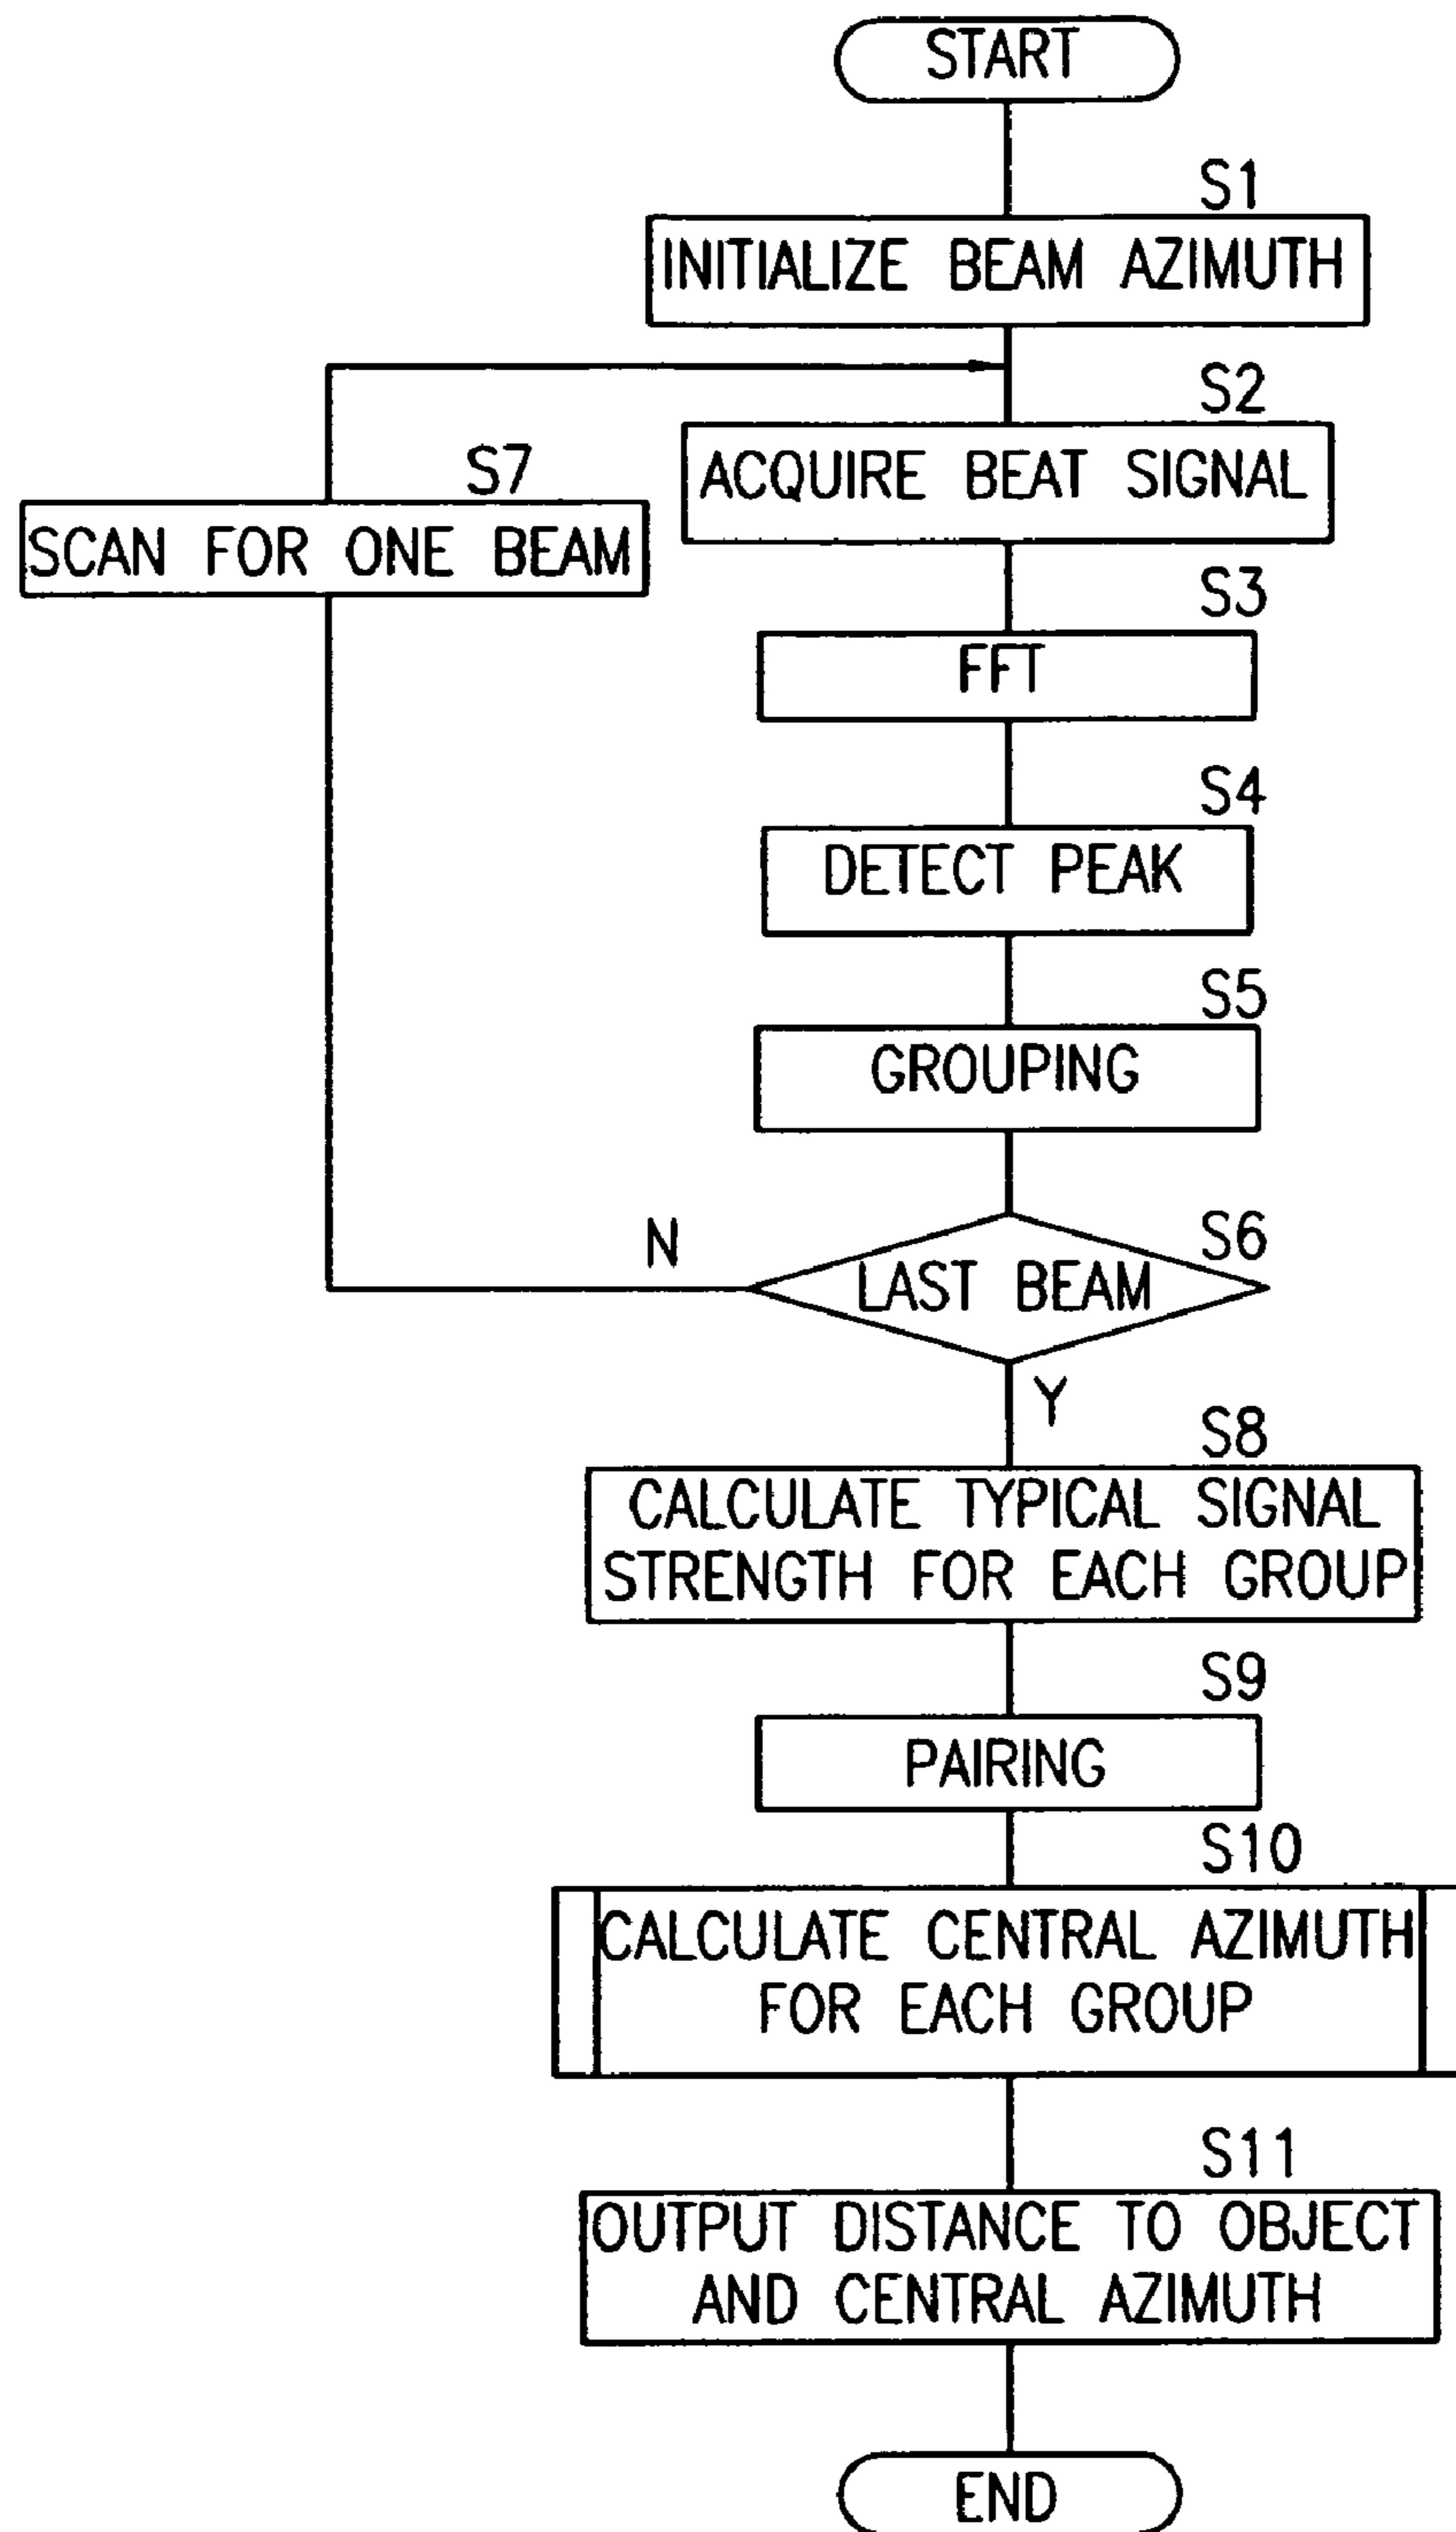 START
S1
INITIALIZE BEAM AZIMUTH
S2
ACQUIRE BEAT SIGNAL
S7
SCAN FOR ONE BEAM
S3
FFT
S4
DETECT PEAK
S5
GROUPING
S6
N
LAST BEAM
Y
S8
CALCULATE TYPICAL SIGNAL
STRENGTH FOR EACH GROUP
S9
PAIRING
S10
CALCULATE CENTRAL AZIMUTH
FOR EACH GROUP
S11
OUTPUT DISTANCE TO OBJECT
AND CENTRAL AZIMUTH
END